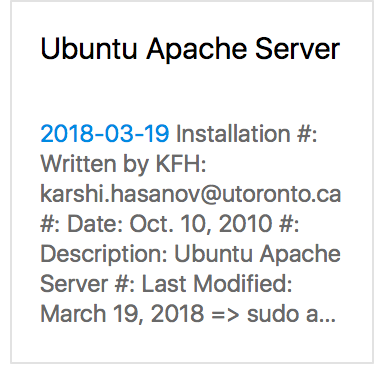 Ubuntu Apache Server
2018-03-19 Installation #:
Written by KFH:
karshi.hasanov@utoronto.ca
#: Date: Oct. 10, 2010 #:
Description: Ubuntu Apache
Server #: Last Modified:
March 19, 2018 => sudo a...